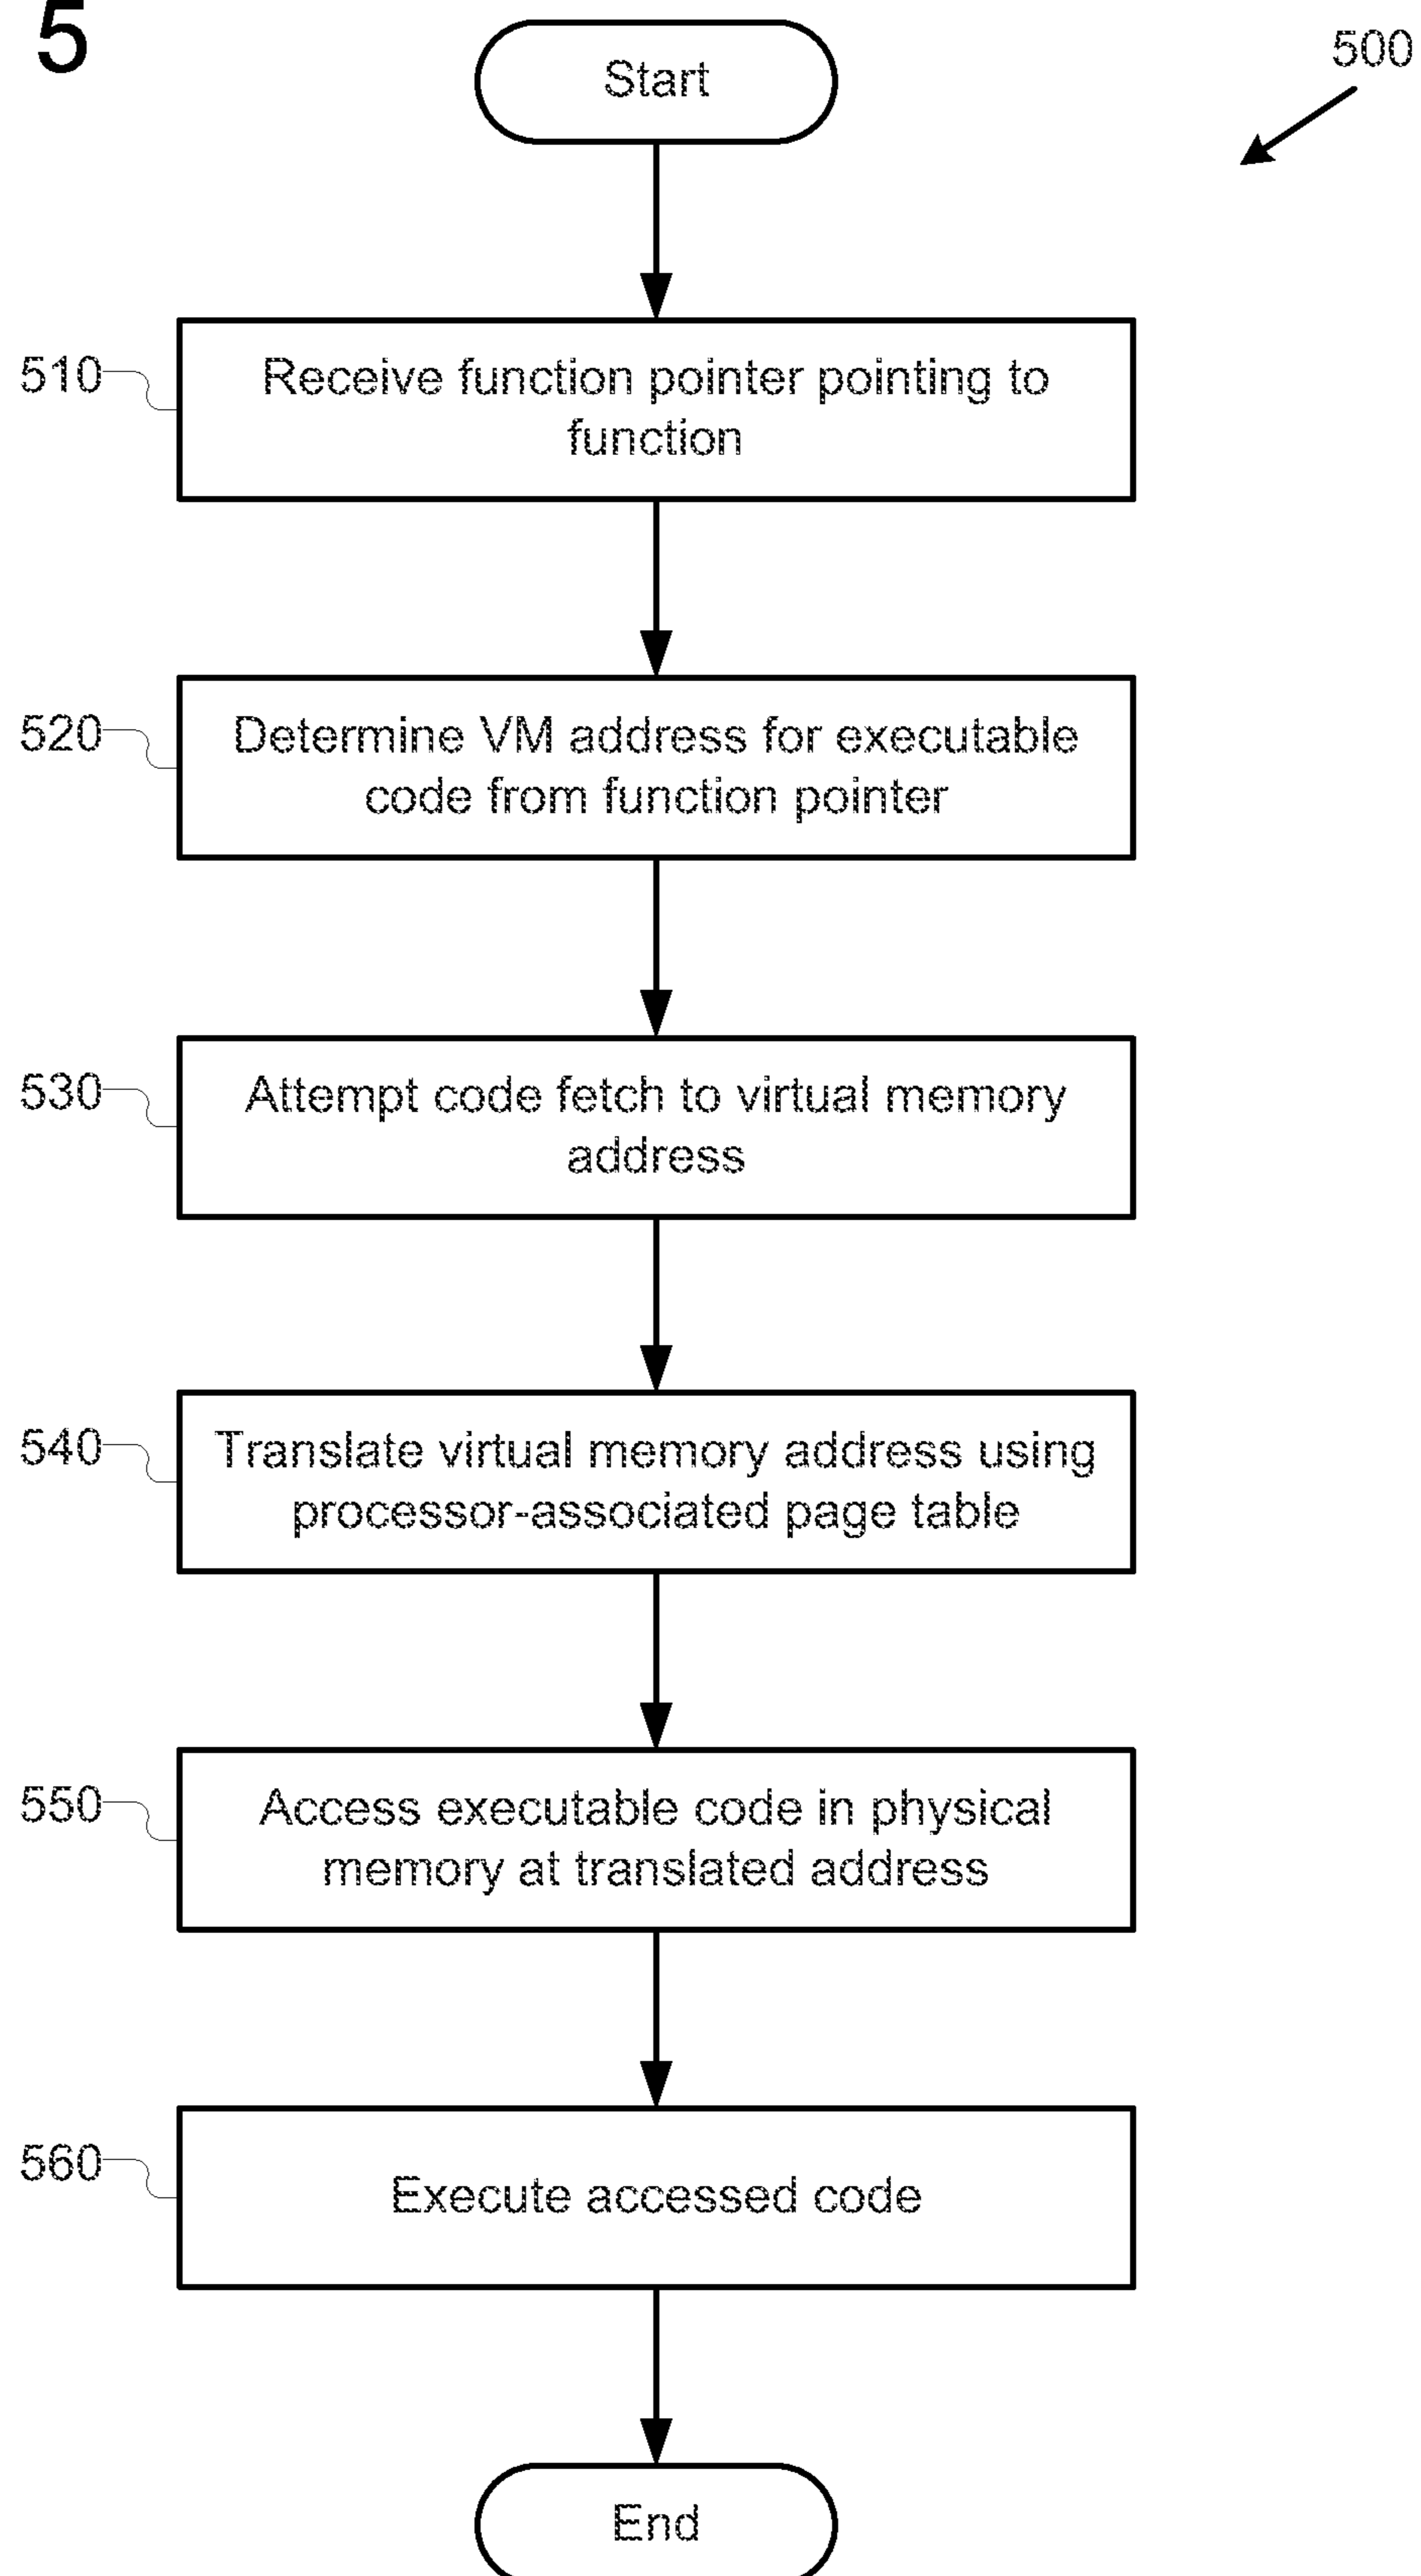 5
500
Start
510
Receive function pointer pointing to
function
520
Determine VM address for executable
code from function pointer
530
Attempt code fetch to virtual memory
address
540
Translate virtual memory address using
processor-associated page table
550
Access executable code in physical
memory at translated address
560
Execute accessed code
End